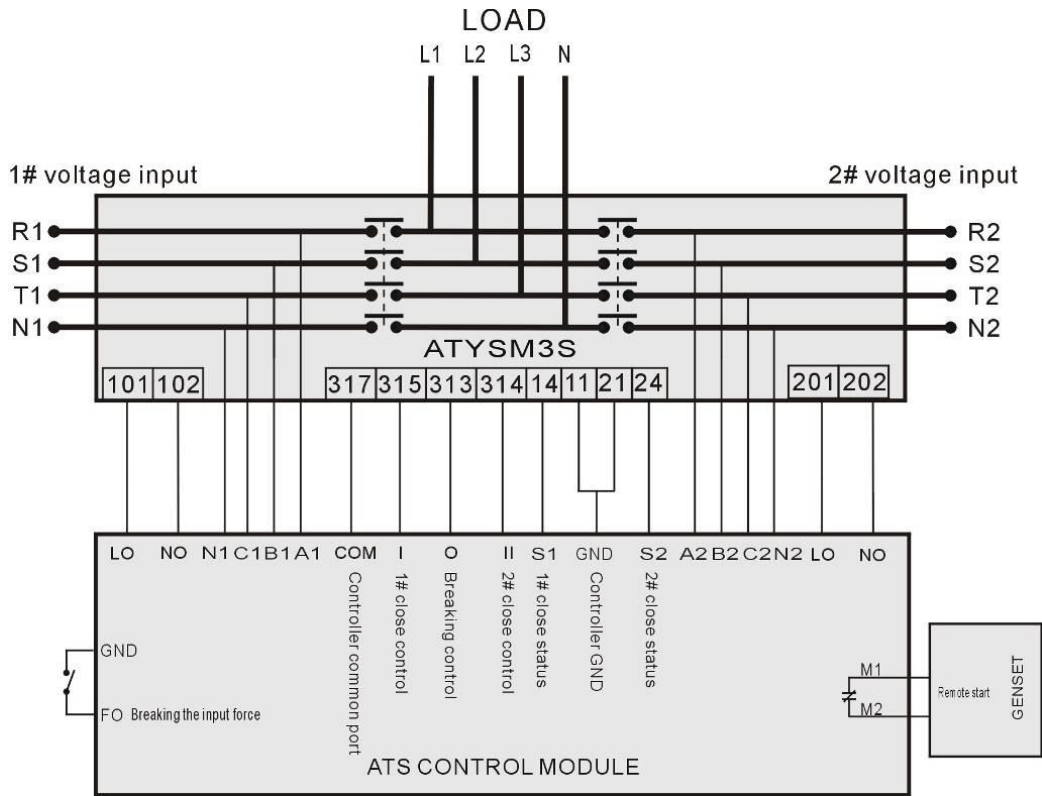 LOAD
L1 L2 L3 N
1# voltage input 2# voltage input
R1 R2
S1 S2
T1 T2
N1 N2
ATYSM3S
101 102 317 315 313 314 14 11 21 24 201 202
LO NO N1 C1 B1 A1 COM I O II S1 GND S2 A2 B2 C2 N2 LO NO
Controller common port
1# close control
Breaking control
2# close control
1# close status
Controller GND
2# close status
GND
FO Breaking the input force
M1
M2
Remote start
GENSET
ATS CONTROL MODULE